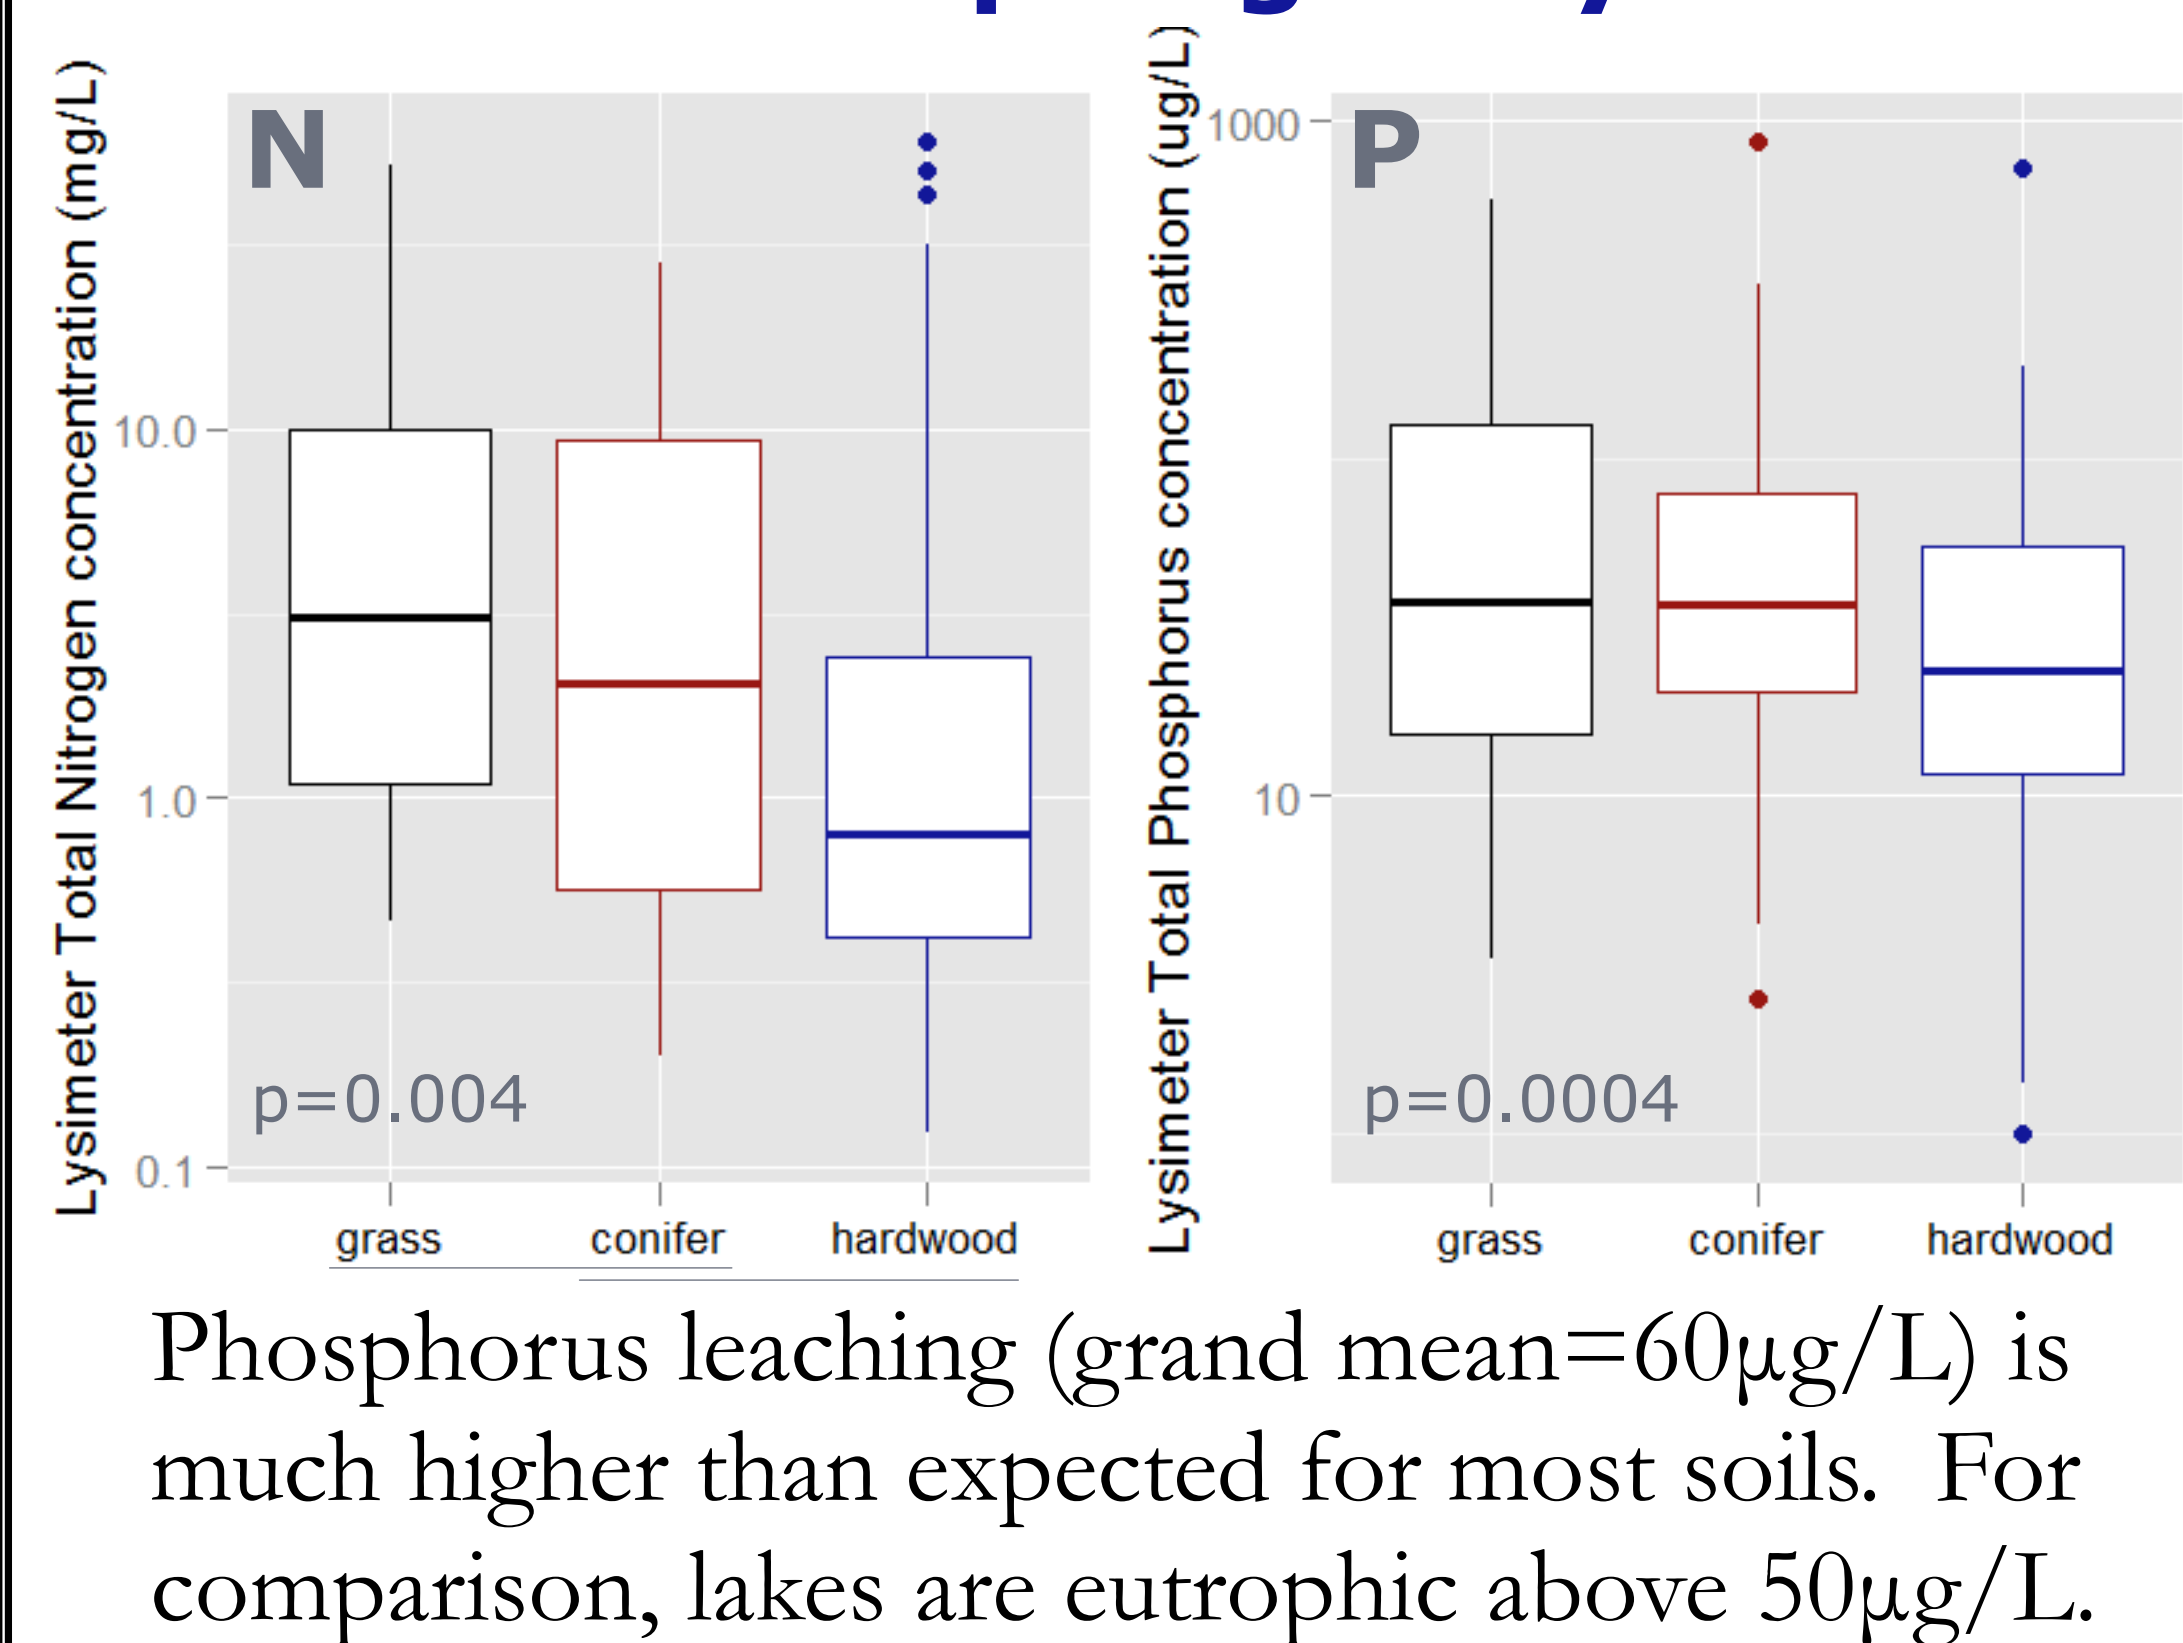 Lysimeter Total Nitrogen concentration (mg/L)
N
10.0
1.0
0.1
p=0.004
grass conifer hardwood
Lysimeter Total Phosphorus concentration (ug/L)
P
1000
10
p=0.0004
grass conifer hardwood
Phosphorus leaching (grand mean=60µg/L) is
much higher than expected for most soils. For
comparison, lakes are eutrophic above 50µg/L.